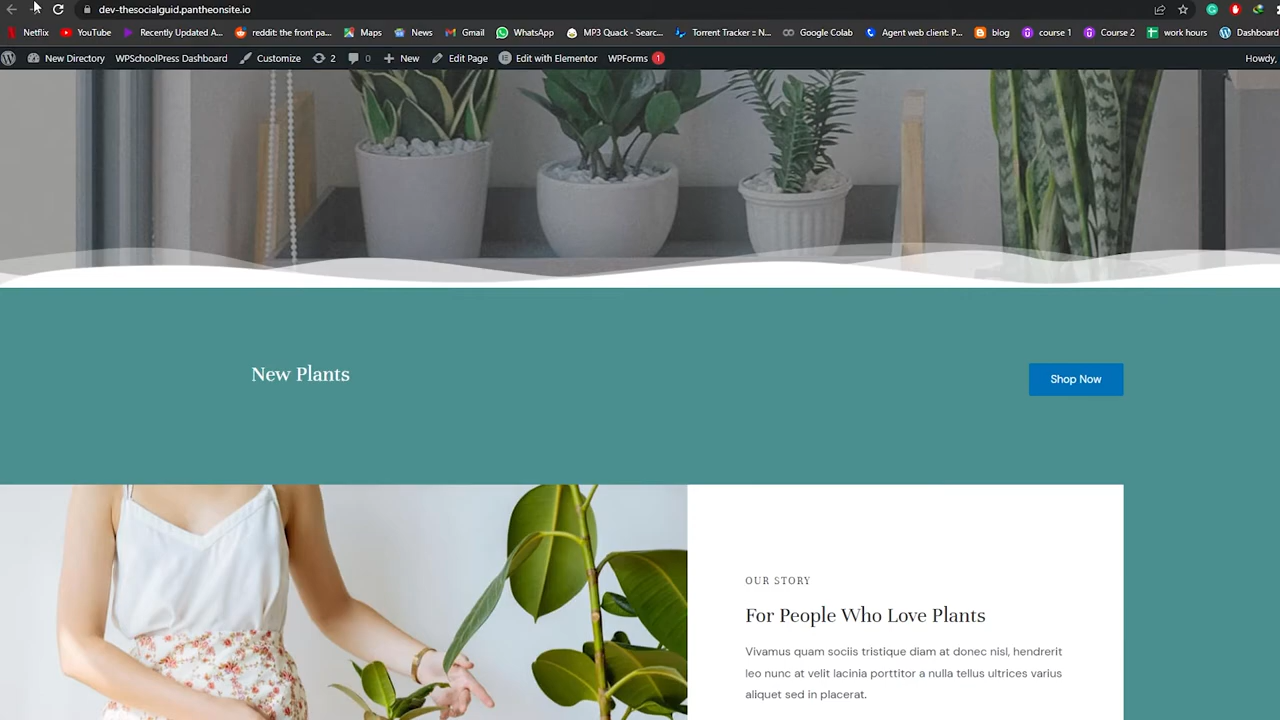 dev-thesocialguid.pantheonsite.io
Netflix YouTube Recently Updated A... reddit: the front pa... Maps News Gmail WhatsApp MP3 Quack - Searc... Torrent Tracker :: N... Google Colab Agent web client: P... blog course 1 Course 2 work hours Dashboard
New Directory WPSchoolPress Dashboard Customize 2 0 New Edit Page Edit with Elementor WPForms 1 Howdy,
New Plants
Shop Now
OUR STORY
For People Who Love Plants
Vivamus quam sociis tristique diam at donec nisl, hendrerit
leo nunc at velit lacinia porttitor a nulla tellus ultrices varius
aliquet sed in placerat.